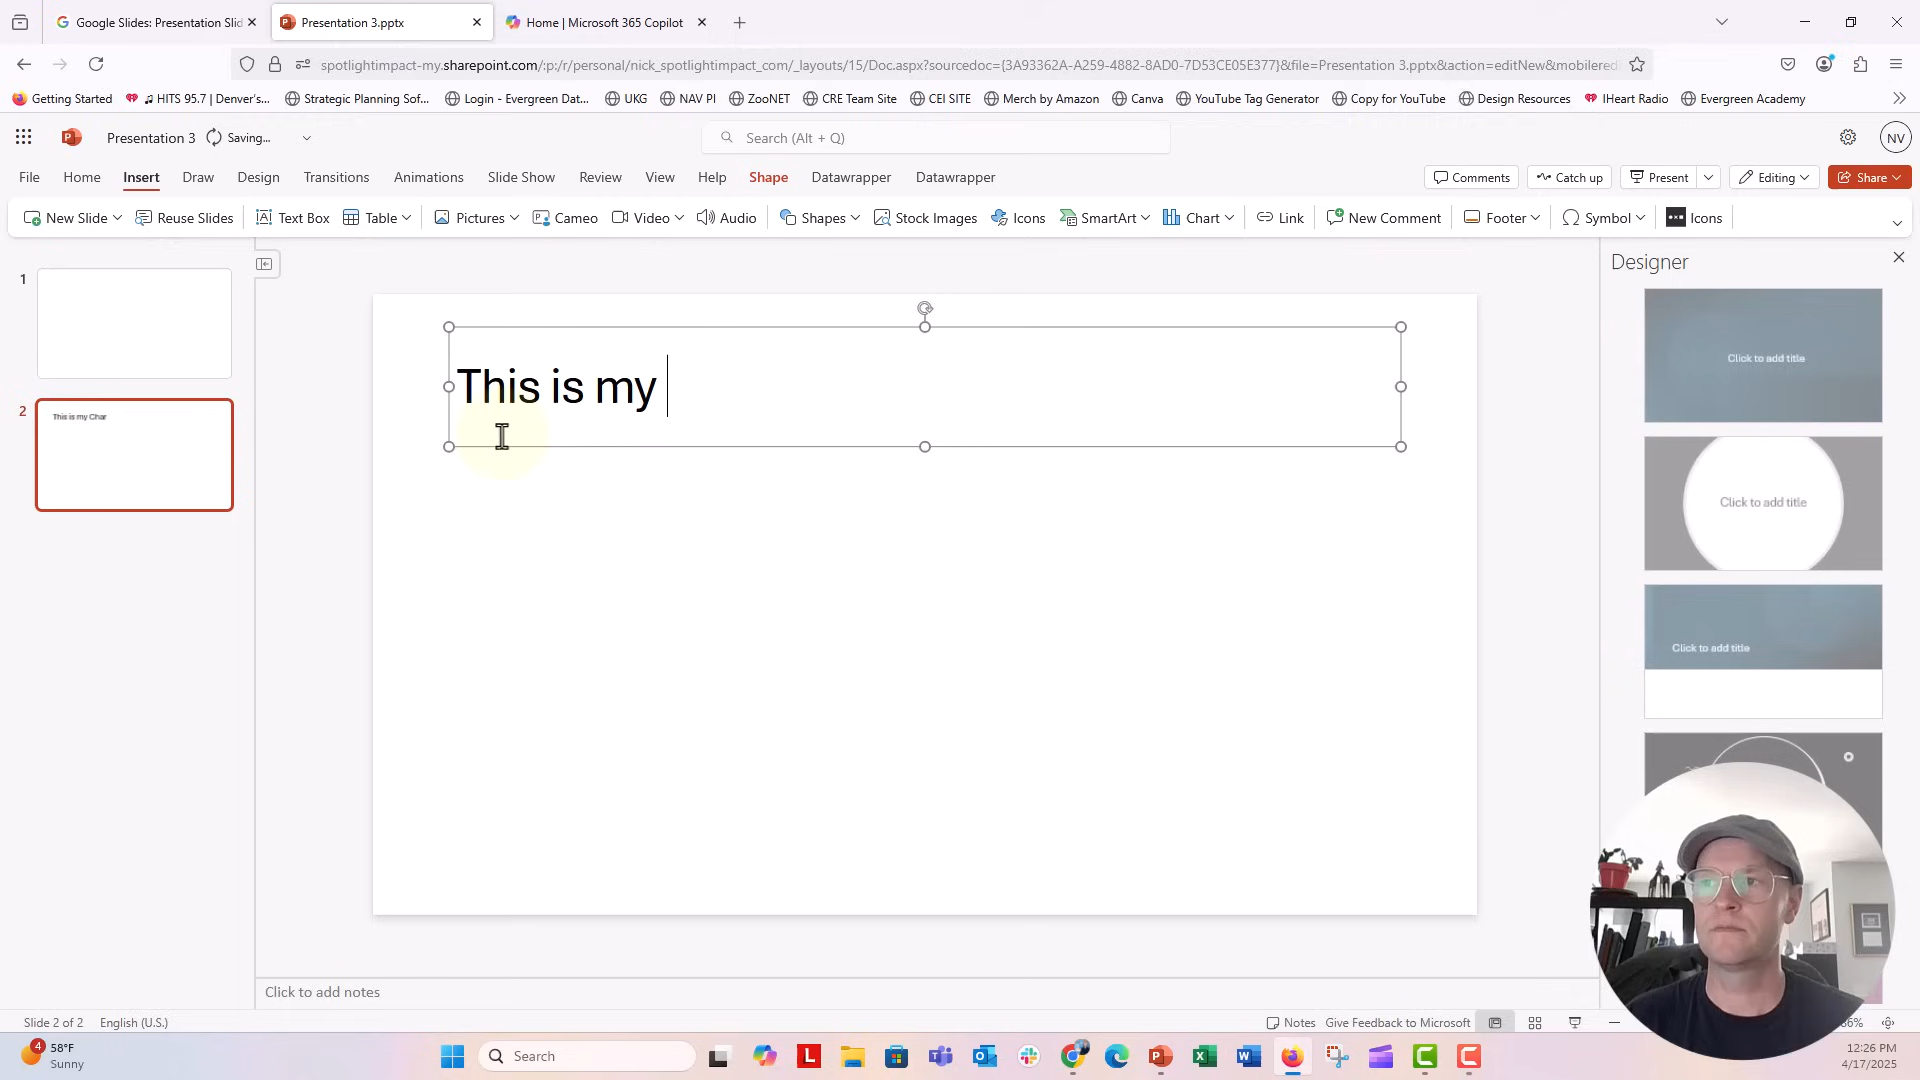 Google Slides: Presentation Slid
Presentation 3.pptx
Home | Microsoft 365 Copilot
spotlightimpact-my.sharepoint.com/:p:/r/personal/nick_spotlightimpact_com/_layouts/15/Doc.aspx?sourcedoc={3A93362A-A259-4882-8AD0-7D53CE05E377}&file=Presentation 3.pptx&action=editNew&mobilered
Getting Started ♫ HITS 95.7 | Denver's... Strategic Planning Sof... Login - Evergreen Dat... UKG NAV PI ZooNET CRE Team Site CEI SITE Merch by Amazon Canva YouTube Tag Generator Copy for YouTube Design Resources IHeart Radio Evergreen Academy
Presentation 3 Saving... Search (Alt + Q) NV
File Home Insert Draw Design Transitions Animations Slide Show Review View Help Shape Datawrapper Datawrapper Comments Catch up Present Editing Share
New Slide Reuse Slides Text Box Table Pictures Cameo Video Audio Shapes Stock Images Icons SmartArt Chart Link New Comment Footer Symbol Icons
Designer
1
2
This is my Char
This is my
Click to add title
Click to add title
Click to add title
Click to add notes
Slide 2 of 2 English (U.S.) Notes Give Feedback to Microsoft
4
58°F
Sunny
Search
L
12:26 PM
4/17/2025